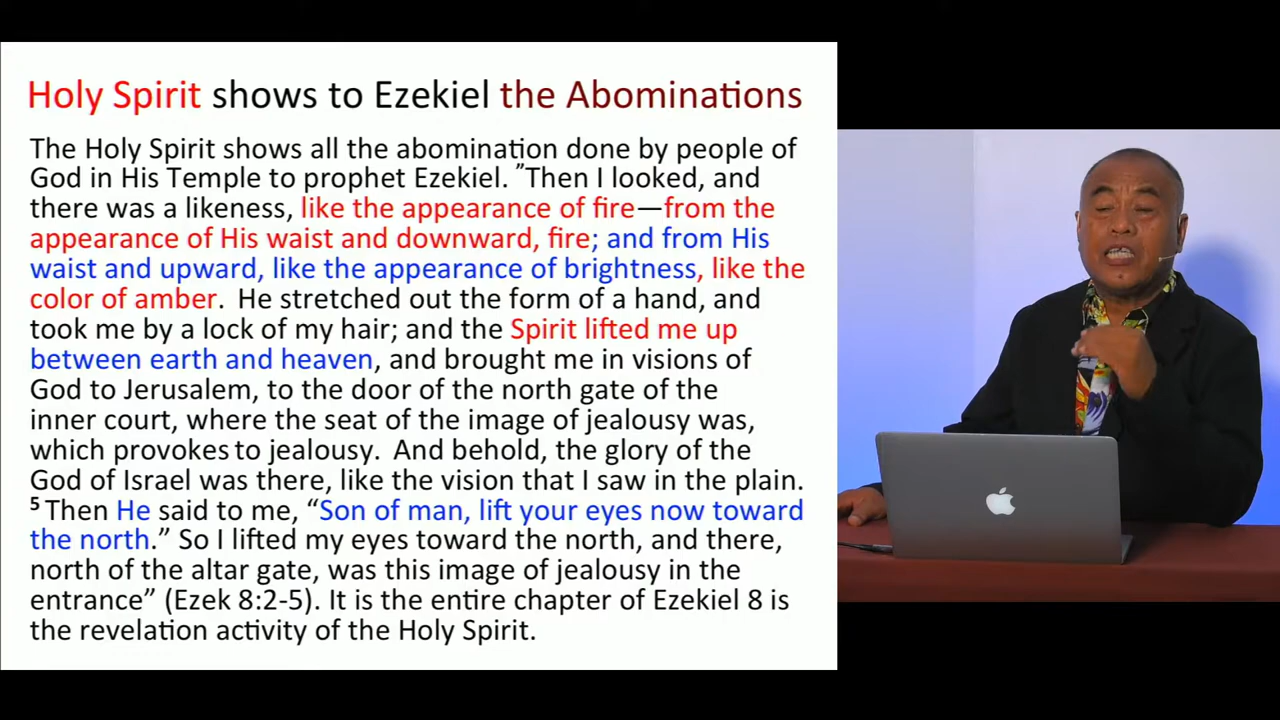 Holy Spirit shows to Ezekiel the Abominations
The Holy Spirit shows all the abomination done by people of
God in His Temple to prophet Ezekiel. "Then I looked, and
there was a likeness, like the appearance of fire—from the
appearance of His waist and downward, fire; and from His
waist and upward, like the appearance of brightness, like the
color of amber. He stretched out the form of a hand, and
took me by a lock of my hair; and the Spirit lifted me up
between earth and heaven, and brought me in visions of
God to Jerusalem, to the door of the north gate of the
inner court, where the seat of the image of jealousy was,
which provokes to jealousy. And behold, the glory of the
God of Israel was there, like the vision that I saw in the plain.
5 Then He said to me, “Son of man, lift your eyes now toward
the north.” So I lifted my eyes toward the north, and there,
north of the altar gate, was this image of jealousy in the
entrance” (Ezek 8:2-5). It is the entire chapter of Ezekiel 8 is
the revelation activity of the Holy Spirit.